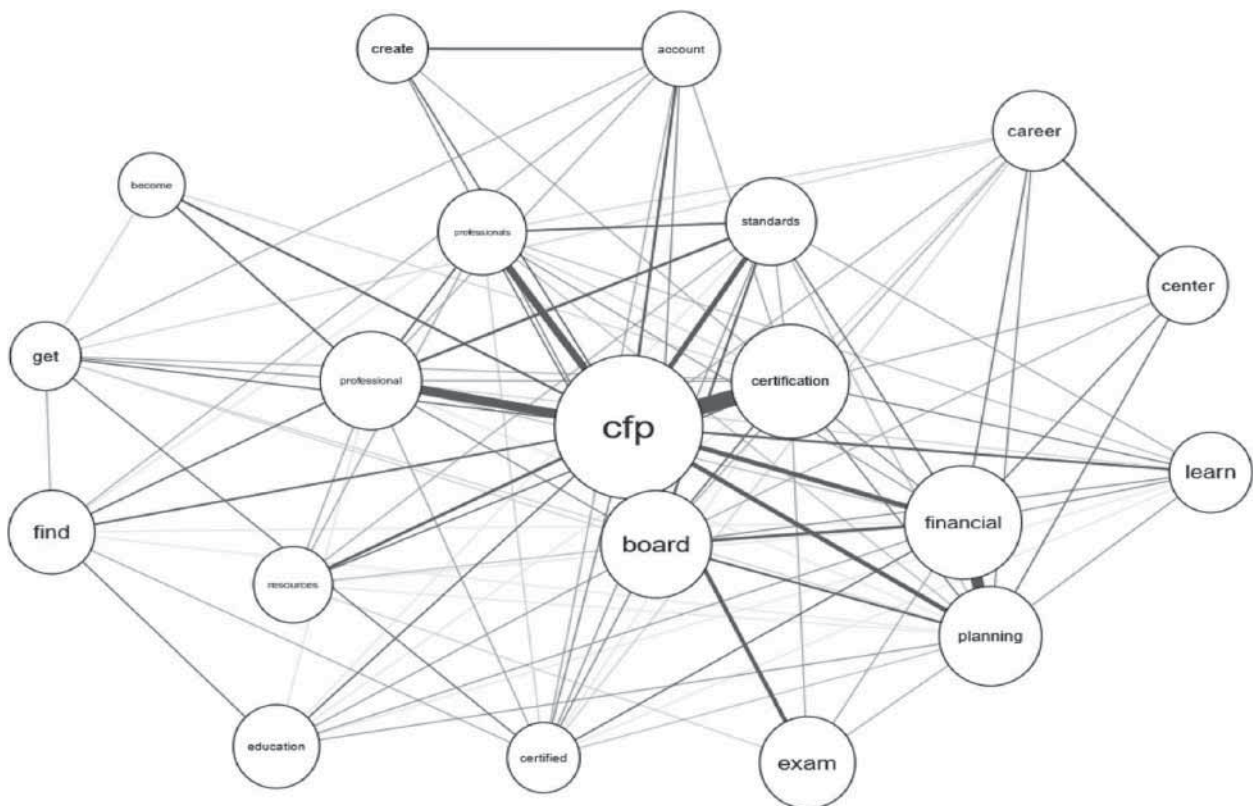 create
account
career
become
professionals
standards
center
get
professional
certification
cfp
learn
find
financial
board
resources
planning
education
certified
exam